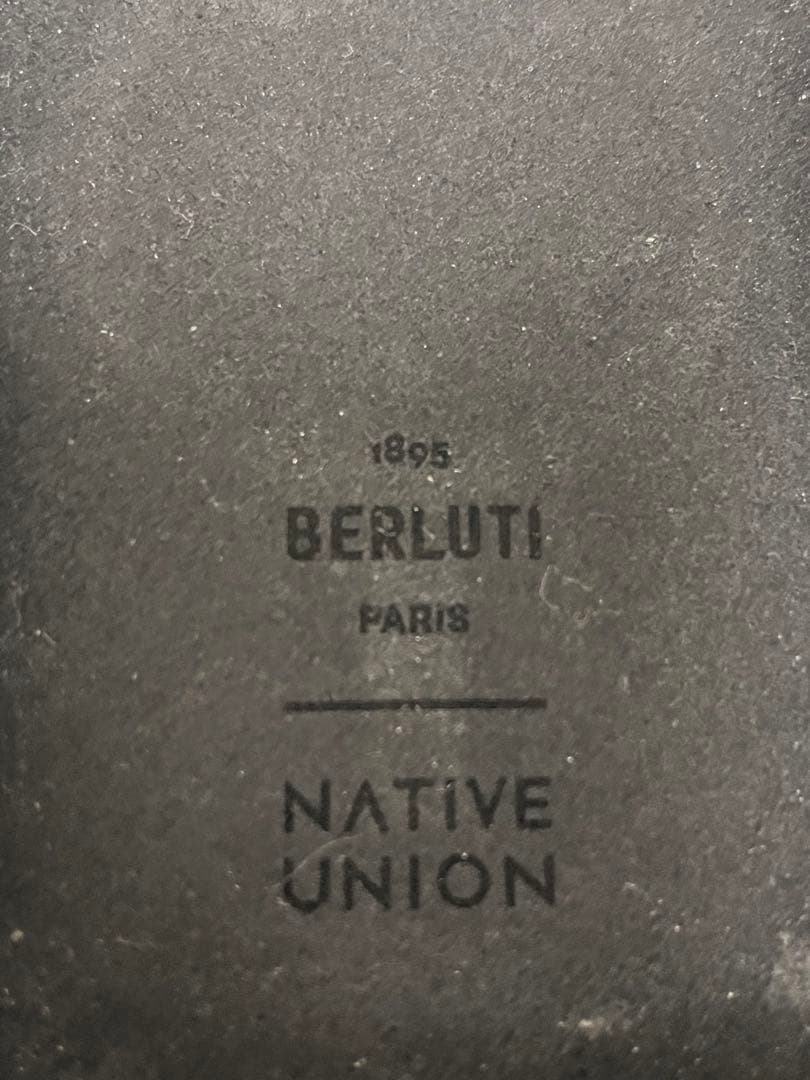 1895
BERLUTI
PARIS
NATIVE
UNION